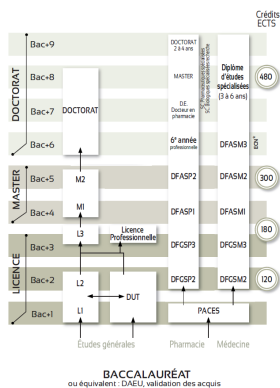 Crédits
ECTS
DOCTORAT
MASTER
LICENCE
Bac+9
Bac+8
Bac+7
Bac+6
Bac+5
Bac+4
Bac+3
Bac+2
Bac+1
DOCTORAT
M2
M1
L3
Licence
Professionnelle
L2
L1
DUT
DOCTORAT
2 à 4 ans
MASTER
D.E.
Docteur en
pharmacie
6e année
professionnelle
DFASP2
DFASP1
DFGSP3
DFGSP2
Diplôme
d'études
spécialisées
(3 à 6 ans)
DFASM3
DFASM2
DFASM1
DFGSM3
DFGSM2
PACES
480
300
180
120
Études générales
Pharmacie
Médecine
BACCALAURÉAT
ou équivalent : DAEU, validation des acquis